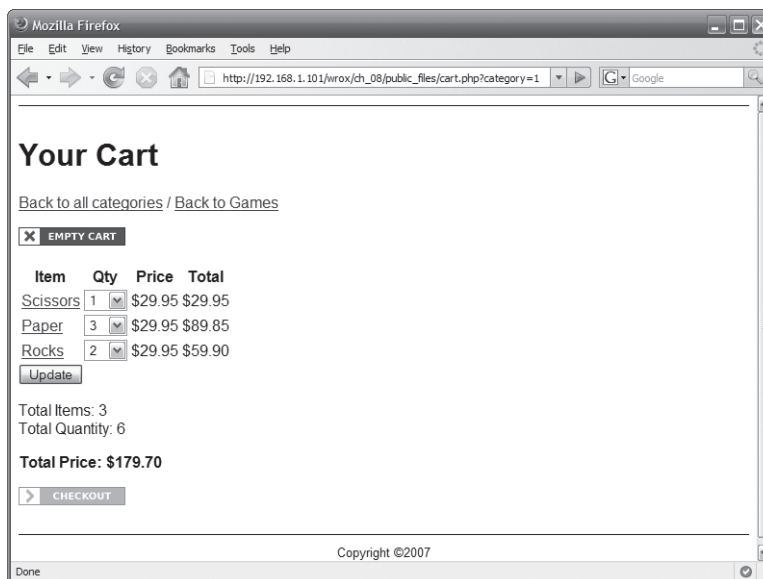 Mozilla Firefox
File Edit View History Bookmarks Tools Help
http://192.168.1.101/wrox/ch_08/public_files/cart.php?category=1 G Google
Your Cart
Back to all categories / Back to Games
EMPTY CART
Item Qty Price Total
Scissors 1 $29.95 $29.95
Paper 3 $29.95 $89.85
Rocks 2 $29.95 $59.90
Update
Total Items: 3
Total Quantity: 6
Total Price: $179.70
CHECKOUT
Copyright ©2007
Done